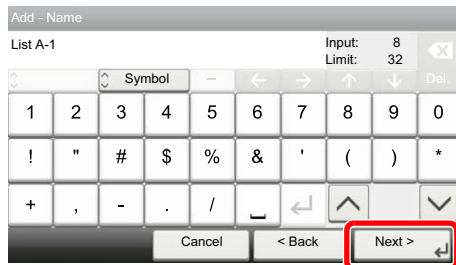 Add - Name
List A-1 Input: 8
Limit: 32
Symbol Del.
1 2 3 4 5 6 7 8 9 0
! " # $ % & ' ( ) *
+ , - . / _
Cancel < Back Next >